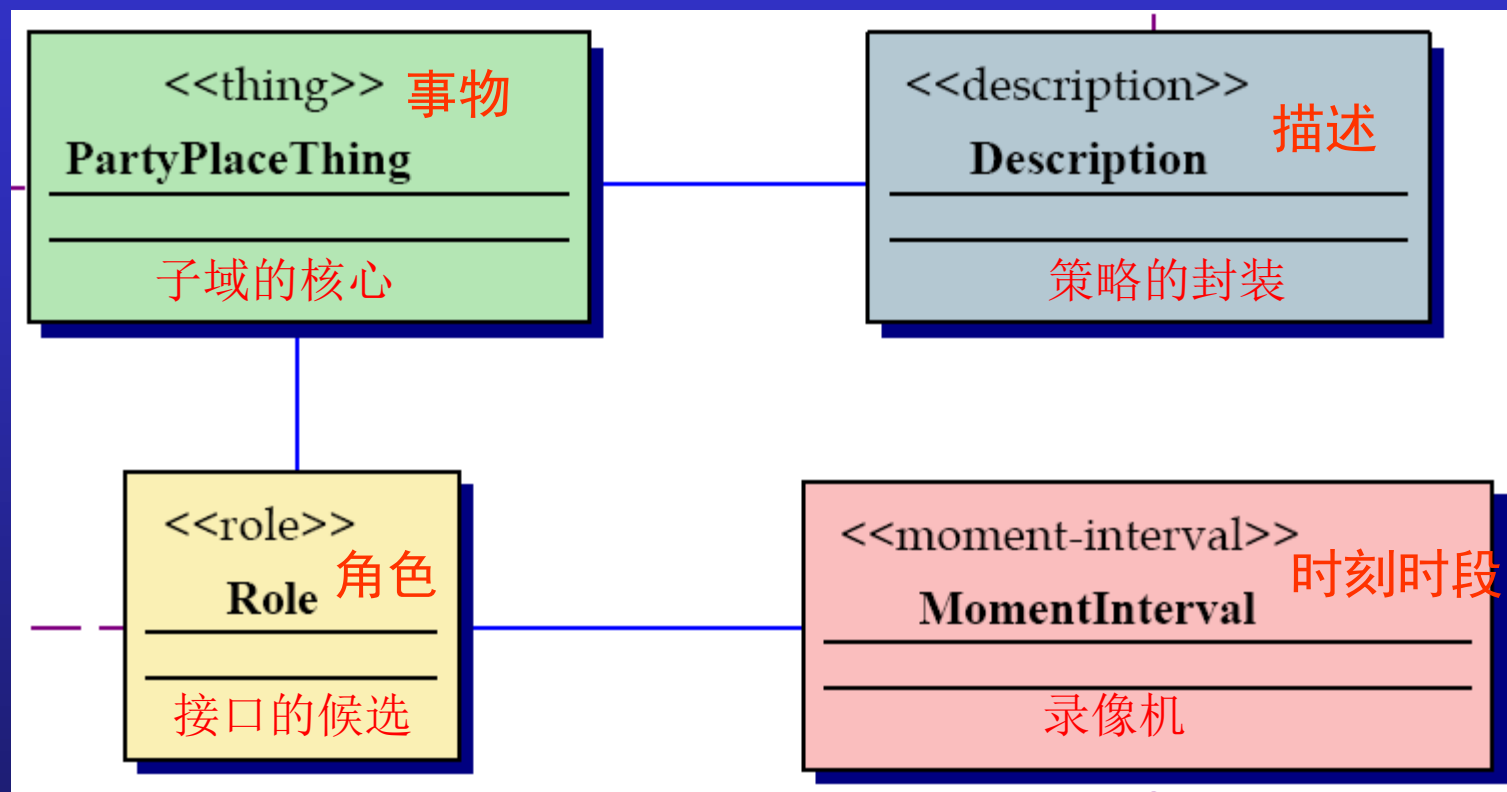 <<thing>> 事物
PartyPlaceThing
子域的核心
<<description>>
描述
Description
策略的封装
<<role>>
角色
Role
接口的候选
<<moment-interval>>
时刻时段
MomentInterval
录像机